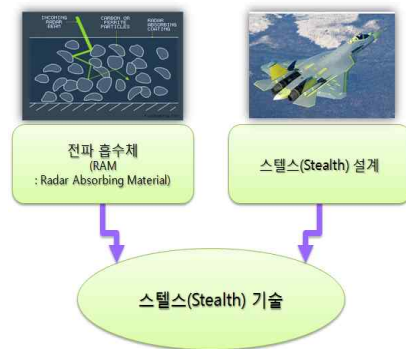 INCOMING
RADAR
BEAM
CARBON OR
FERRITE
PARTICLES
RADAR
ABSORBING
COATING
전파 흡수체
(RAM
: Radar Absorbing Material)
스텔스(Stealth) 설계
스텔스(Stealth) 기술